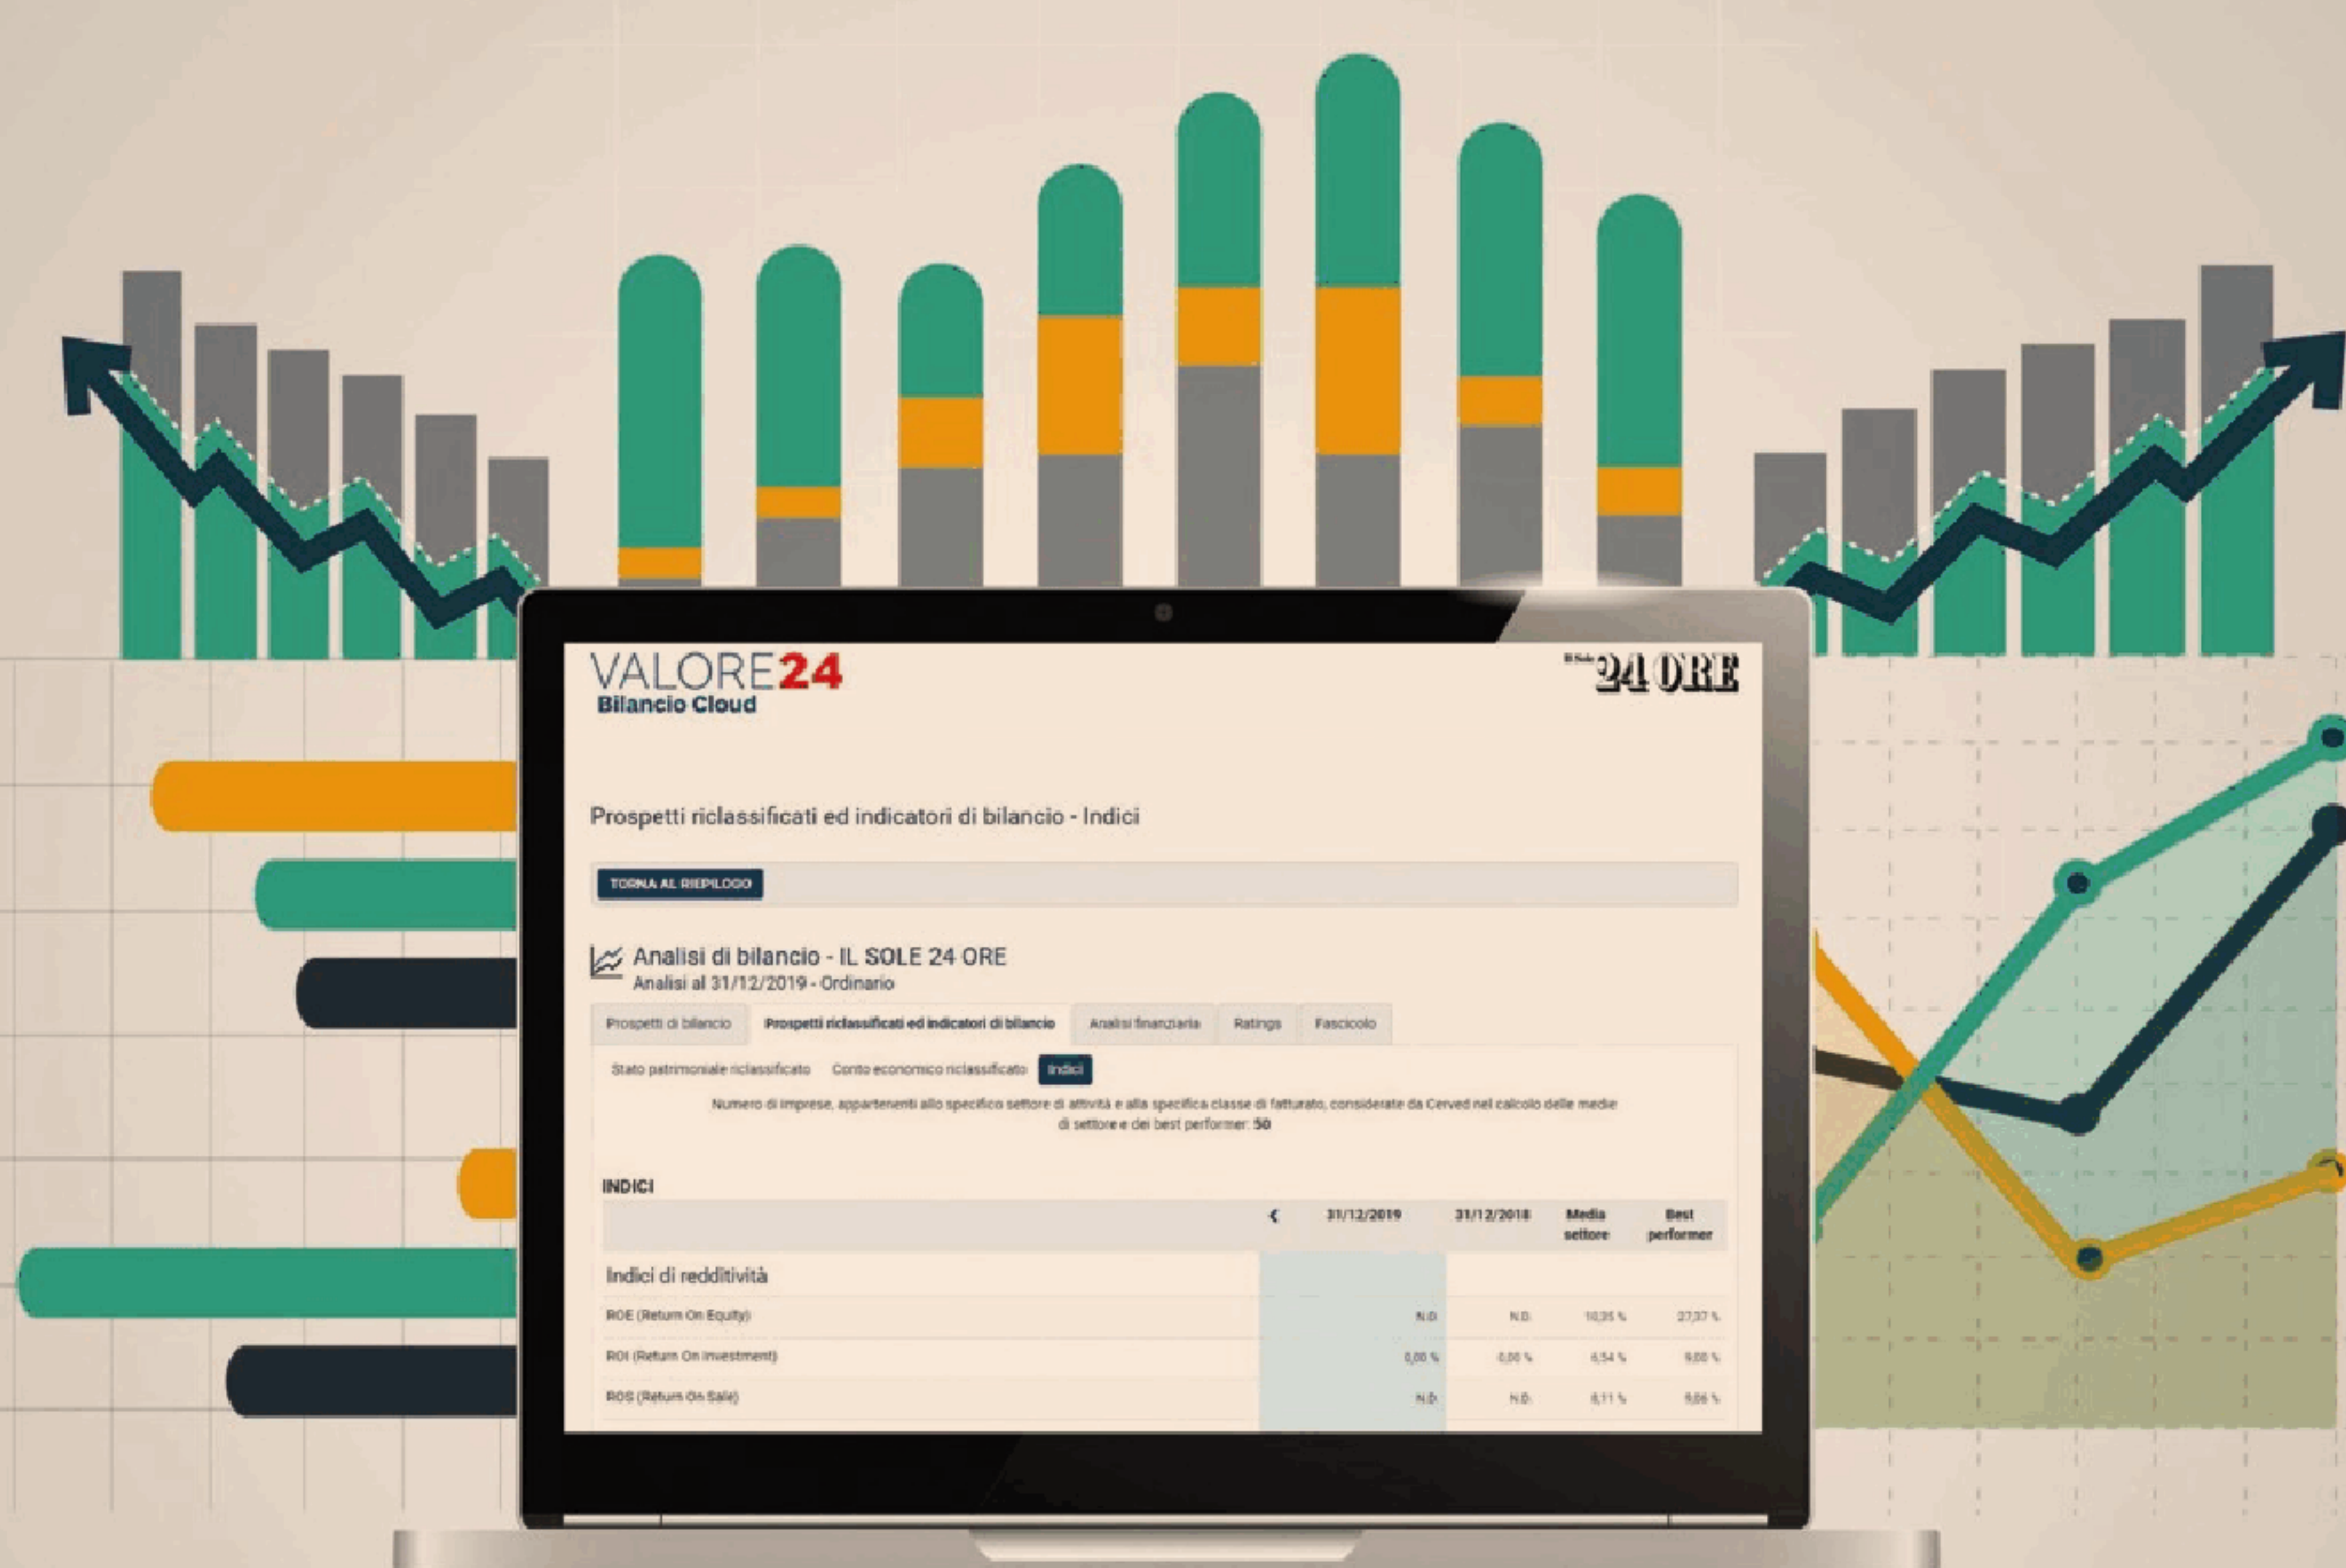 VALORE24
Bilancio Cloud
24 ORE
Prospetti riclassificati ed indicatori di bilancio - Indici
TORNA AL RIEPILOGO
Analisi di bilancio - IL SOLE 24 ORE
Analisi al 31/12/2019 - Ordinario
Prospetti di bilancio Prospetti riclassificati ed indicatori di bilancio Analisi finanziaria Ratings Fascicolo
Stato patrimoniale riclassificato Conto economico riclassificato Indici
Numero di imprese, appartenenti allo specifico settore di attività e alla specifica classe di fatturato, considerate da Cerved nel calcolo delle medie
di settore e dei best performer: 50
INDICI
31/12/2019 31/12/2018 Media settore Best performer
Indici di redditività
ROE (Return On Equity) N.D. N.D.
ROI (Return On Investment) 0,00 % 0,00 %
ROS (Return On Sale) N.D. N.D.